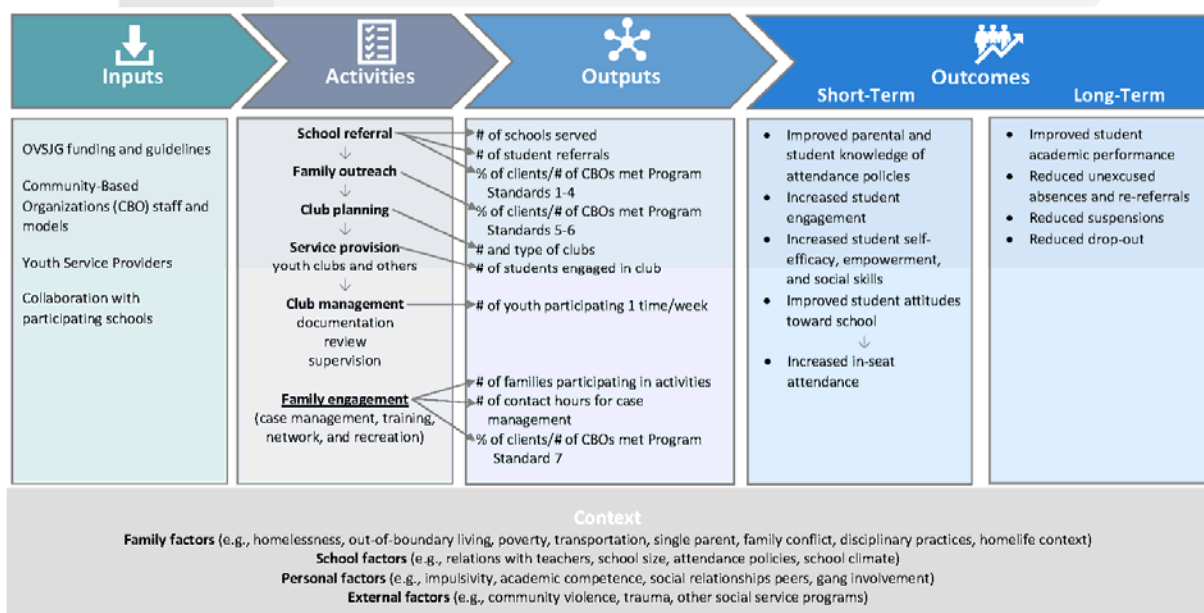 Inputs
Activities
Outputs
Outcomes
Short-Term
Long-Term
OVSJG funding and guidelines
Community-Based
Organizations (CBO) staff and
models
Youth Service Providers
Collaboration with
participating schools
School referral
↓
Family outreach
↓
Club planning
↓
Service provision
youth clubs and others
↓
Club management
documentation
review
supervision
Family engagement
(case management, training,
network, and recreation)
# of schools served
# of student referrals
% of clients/# of CBOs met Program
Standards 1-4
% of clients/# of CBOs met Program
Standards 5-6
# and type of clubs
# of students engaged in club
# of youth participating 1 time/week
# of families participating in activities
# of contact hours for case
management
% of clients/# of CBOs met Program
Standard 7
• Improved parental and
student knowledge of
attendance policies
• Increased student
engagement
• Increased student self-
efficacy, empowerment,
and social skills
• Improved student attitudes
toward school
↓
• Increased in-seat
attendance
• Improved student
academic performance
• Reduced unexcused
absences and re-referrals
• Reduced suspensions
• Reduced drop-out
Context
Family factors (e.g., homelessness, out-of-boundary living, poverty, transportation, single parent, family conflict, disciplinary practices, homelife context)
School factors (e.g., relations with teachers, school size, attendance policies, school climate)
Personal factors (e.g., impulsivity, academic competence, social relationships peers, gang involvement)
External factors (e.g., community violence, trauma, other social service programs)